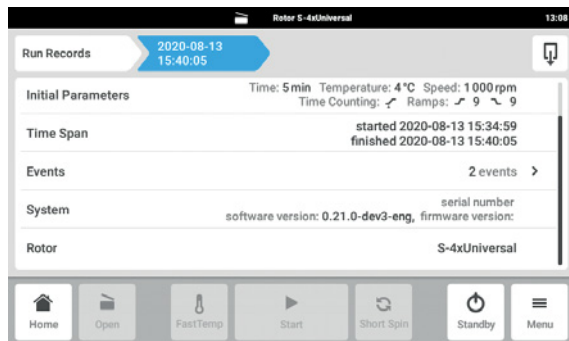 Rotor S-4xUniversal 13:08
Run Records
2020-08-13
15:40:05
Initial Parameters
Time: 5 min Temperature: 4°C Speed: 1000 rpm
Time Counting: Ramps: 9 9
Time Span
started 2020-08-13 15:34:59
finished 2020-08-13 15:40:05
Events 2 events
System
serial number
software version: 0.21.0-dev3-eng, firmware version:
Rotor S-4xUniversal
Home Open FastTemp Start Short Spin Standby Menu